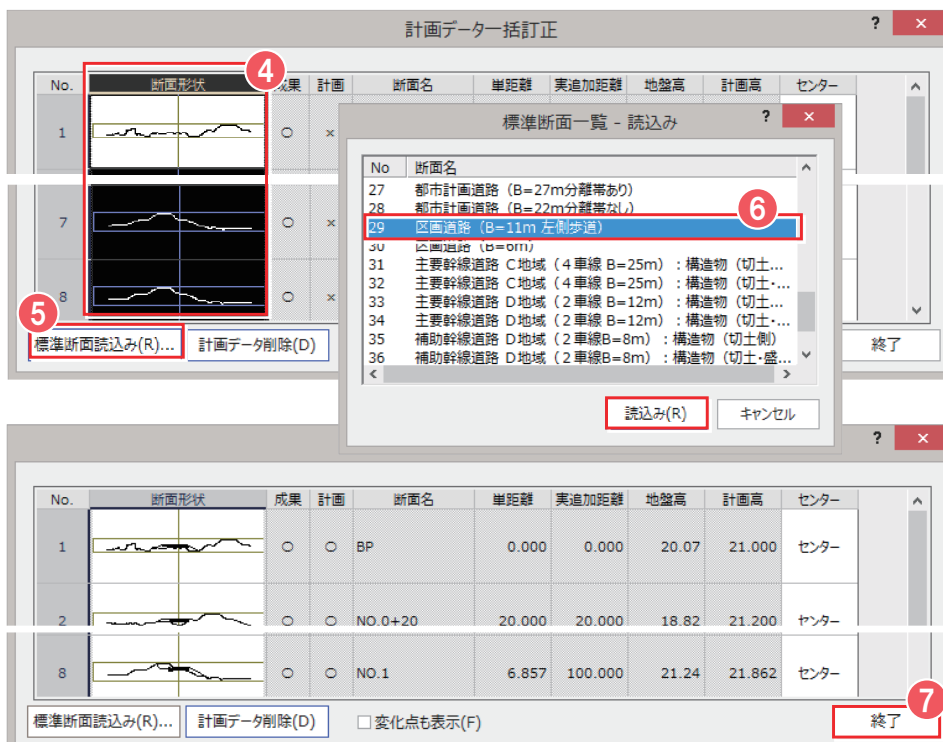 計画データ一括訂正
?
×
④
No. 断面形状 成果 計画 断面名 単距離 実追加距離 地盤高 計画高 センター
1 ○ ×
7 ○ ×
8 ○ ×
⑤
標準断面読込み(R)... 計画データ削除(D)
終了
標準断面一覧 - 読込み
?
×
No 断面名
27 都市計画道路（B=27m分離帯あり）
28 都市計画道路（B=22m分離帯なし）
⑥
29 区画道路（B=11m 左側歩道）
30 区画道路（B=6m）
31 主要幹線道路 C地域（４車線 B=25m）：構造物（切土...
32 主要幹線道路 C地域（４車線 B=25m）：構造物（切土・...
33 主要幹線道路 D地域（２車線 B=12m）：構造物（切土...
34 主要幹線道路 D地域（２車線 B=12m）：構造物（切土・...
35 補助幹線道路 D地域（２車線B=8m）：構造物（切土側）
36 補助幹線道路 D地域（２車線B=8m）：構造物（切土・盛...
読込み(R) キャンセル
?
×
No. 断面形状 成果 計画 断面名 単距離 実追加距離 地盤高 計画高 センター
1 ○ ○ BP 0.000 0.000 20.07 21.000 センター
2 ○ ○ NO.0+20 20.000 20.000 18.82 21.200 センター
8 ○ ○ NO.1 6.857 100.000 21.24 21.862 センター
⑦
標準断面読込み(R)... 計画データ削除(D) 変化点も表示(F) 終了